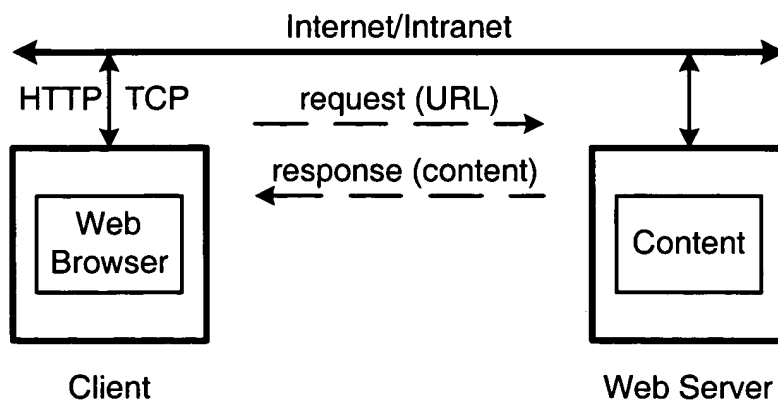 Internet/Intranet
HTTP TCP
request (URL)
response (content)
Web
Browser
Content
Client
Web Server